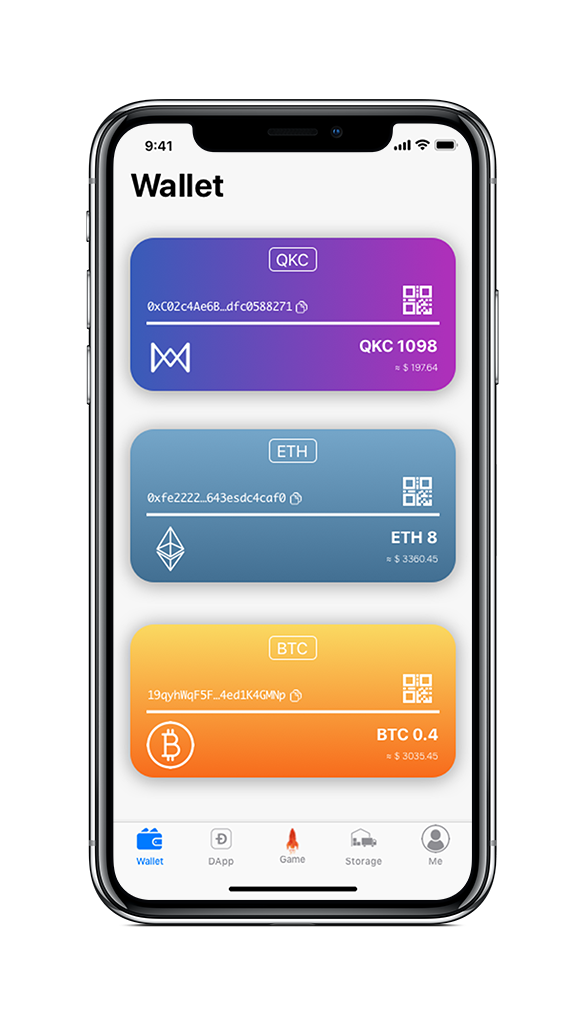 9:41
Wallet
QKC
0xC02c4Ae6B…dfc0588271
QKC 1098
≈ $ 197.64
ETH
0xfe2222…643esdc4caf0
ETH 8
≈ $ 3360.45
BTC
19qyhWqF5F…4ed1K4GMNp
BTC 0.4
≈ $ 3035.45
Wallet DApp Game Storage Me